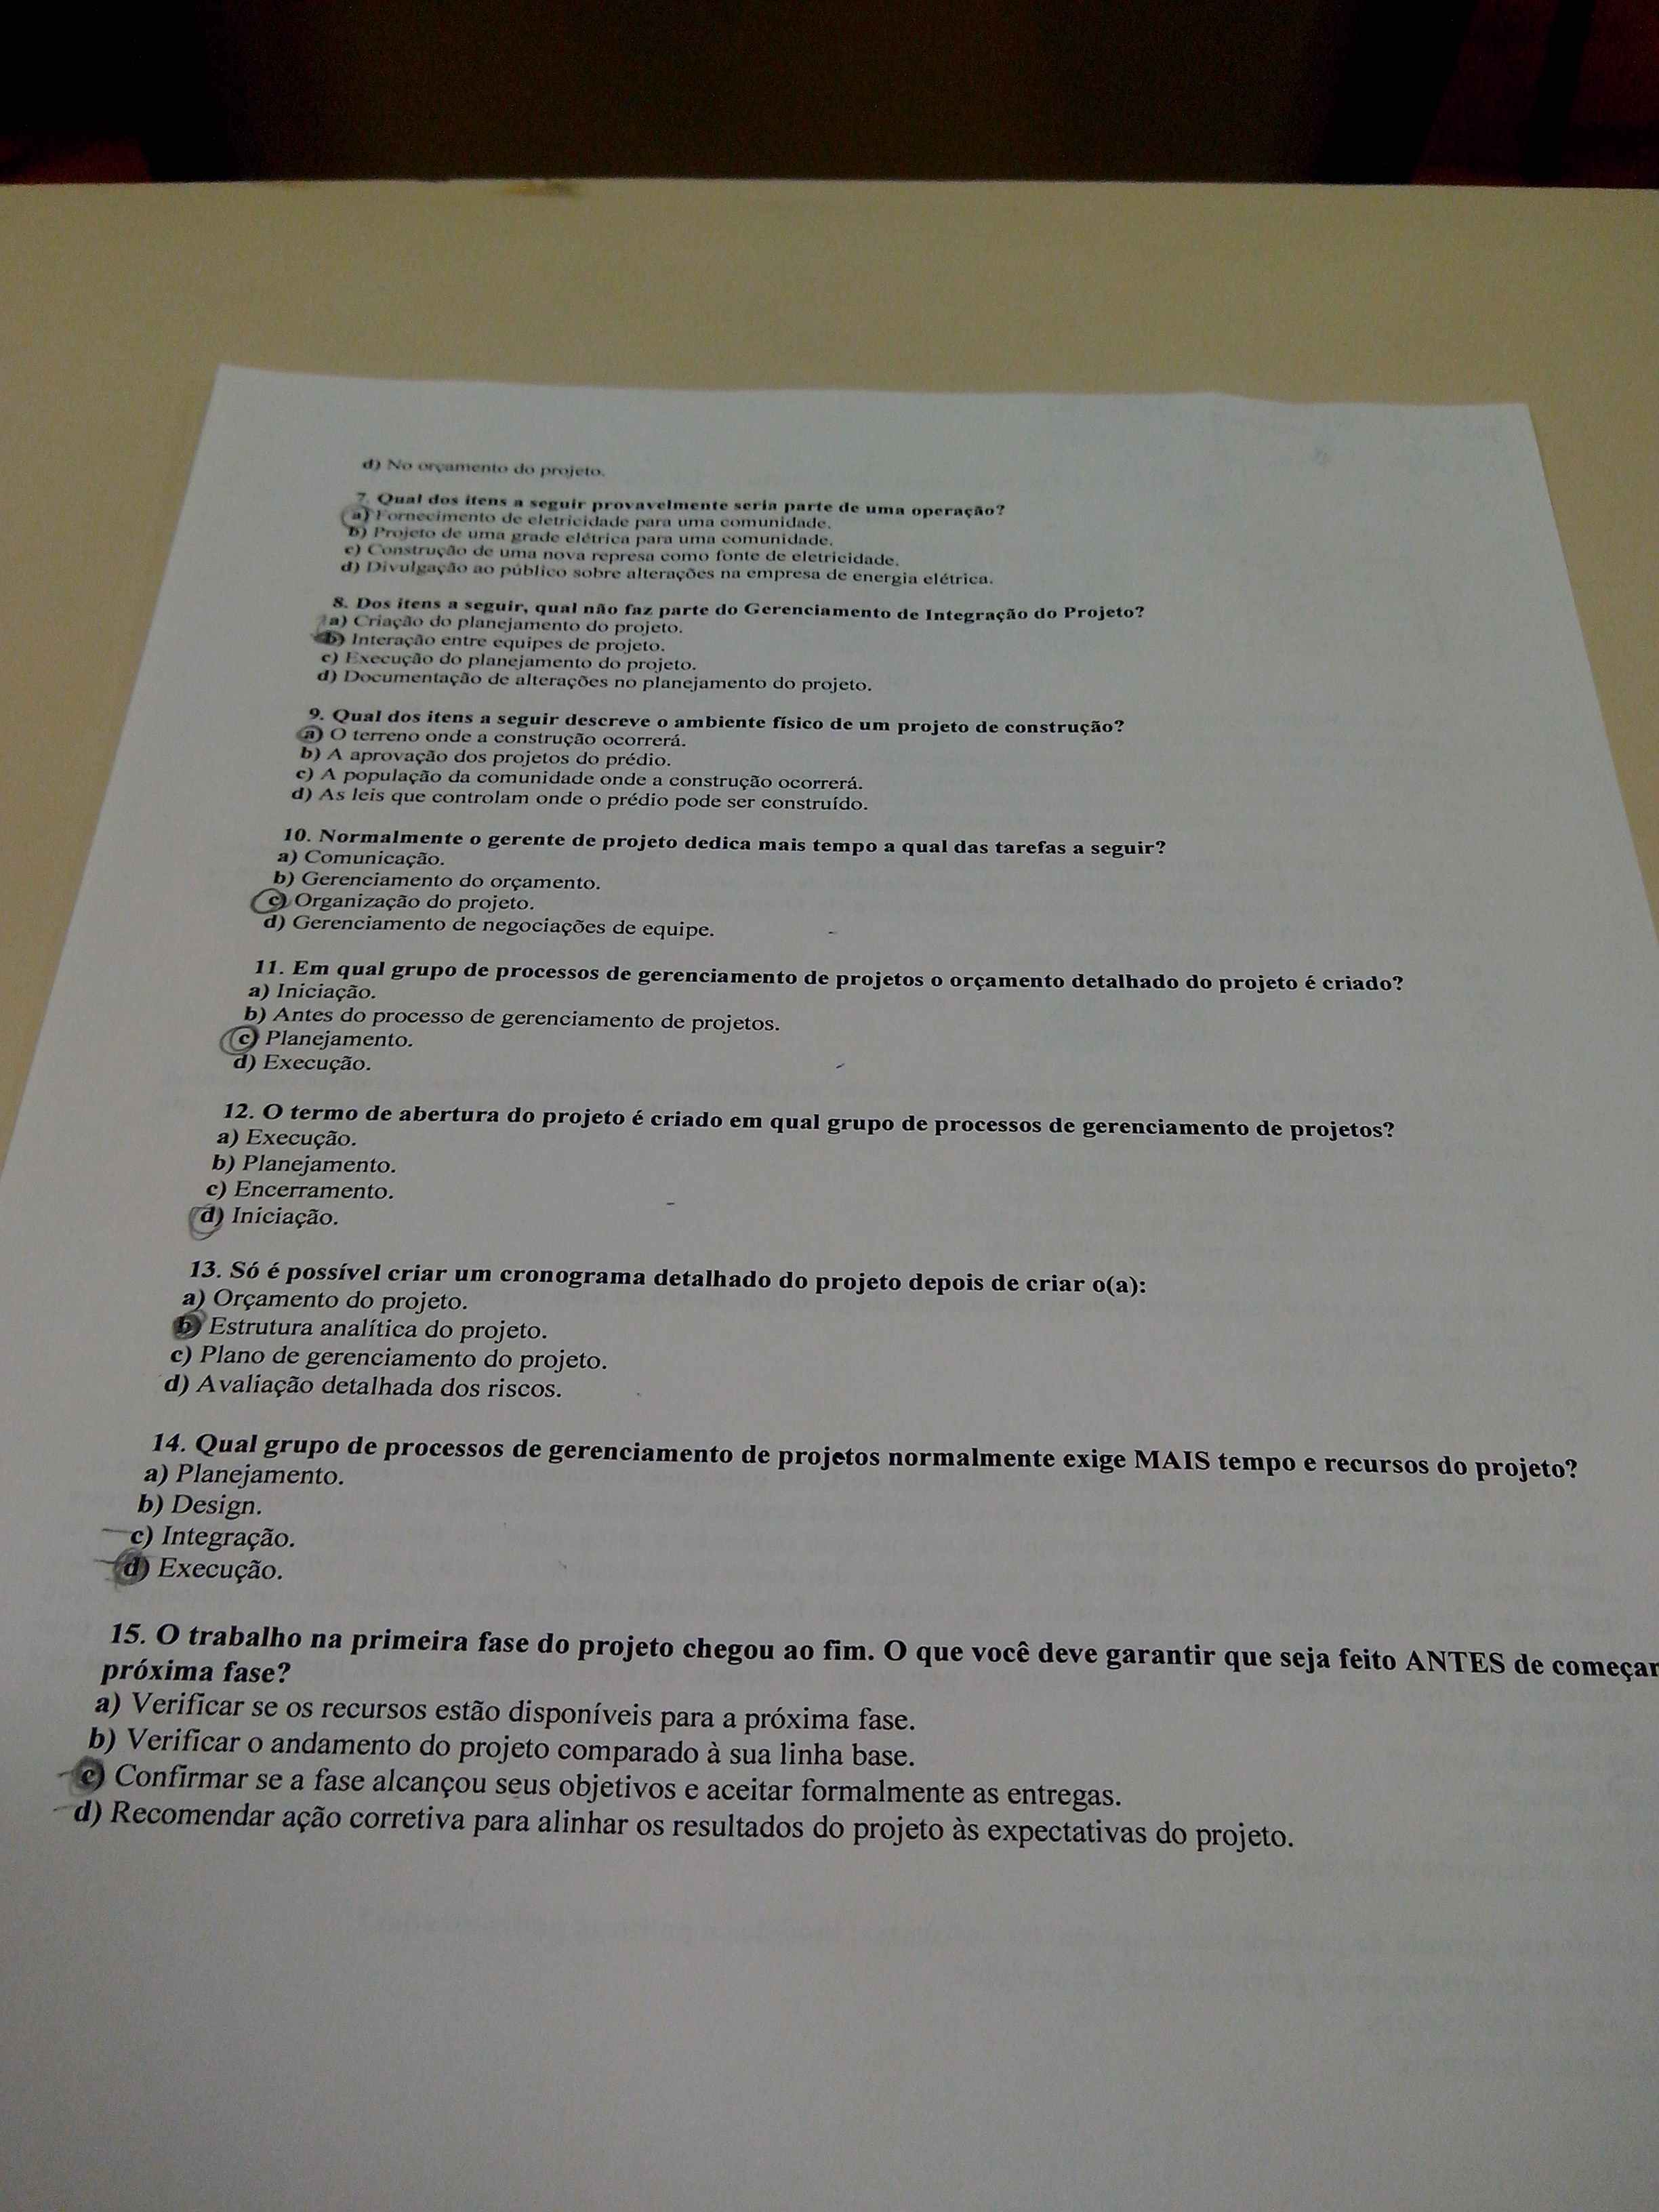 d) No orçamento do projeto.
7. Qual dos itens a seguir provavelmente seria parte de uma operação?
a) Fornecimento de eletricidade para uma comunidade.
b) Projeto de uma grade elétrica para uma comunidade.
c) Construção de uma nova represa como fonte de eletricidade.
d) Divulgação ao público sobre alterações na empresa de energia elétrica.
8. Dos itens a seguir, qual não faz parte do Gerenciamento de Integração do Projeto?
a) Criação do planejamento do projeto.
b) Interação entre equipes de projeto.
c) Execução do planejamento do projeto.
d) Documentação de alterações no planejamento do projeto.
9. Qual dos itens a seguir descreve o ambiente físico de um projeto de construção?
a) O terreno onde a construção ocorrerá.
b) A aprovação dos projetos do prédio.
c) A população da comunidade onde a construção ocorrerá.
d) As leis que controlam onde o prédio pode ser construído.
10. Normalmente o gerente de projeto dedica mais tempo a qual das tarefas a seguir?
a) Comunicação.
b) Gerenciamento do orçamento.
c) Organização do projeto.
d) Gerenciamento de negociações de equipe.
11. Em qual grupo de processos de gerenciamento de projetos o orçamento detalhado do projeto é criado?
a) Iniciação.
b) Antes do processo de gerenciamento de projetos.
c) Planejamento.
d) Execução.
12. O termo de abertura do projeto é criado em qual grupo de processos de gerenciamento de projetos?
a) Execução.
b) Planejamento.
c) Encerramento.
d) Iniciação.
13. Só é possível criar um cronograma detalhado do projeto depois de criar o(a):
a) Orçamento do projeto.
b) Estrutura analítica do projeto.
c) Plano de gerenciamento do projeto.
d) Avaliação detalhada dos riscos.
14. Qual grupo de processos de gerenciamento de projetos normalmente exige MAIS tempo e recursos do projeto?
a) Planejamento.
b) Design.
c) Integração.
d) Execução.
15. O trabalho na primeira fase do projeto chegou ao fim. O que você deve garantir que seja feito ANTES de começar
próxima fase?
a) Verificar se os recursos estão disponíveis para a próxima fase.
b) Verificar o andamento do projeto comparado à sua linha base.
c) Confirmar se a fase alcançou seus objetivos e aceitar formalmente as entregas.
d) Recomendar ação corretiva para alinhar os resultados do projeto às expectativas do projeto.